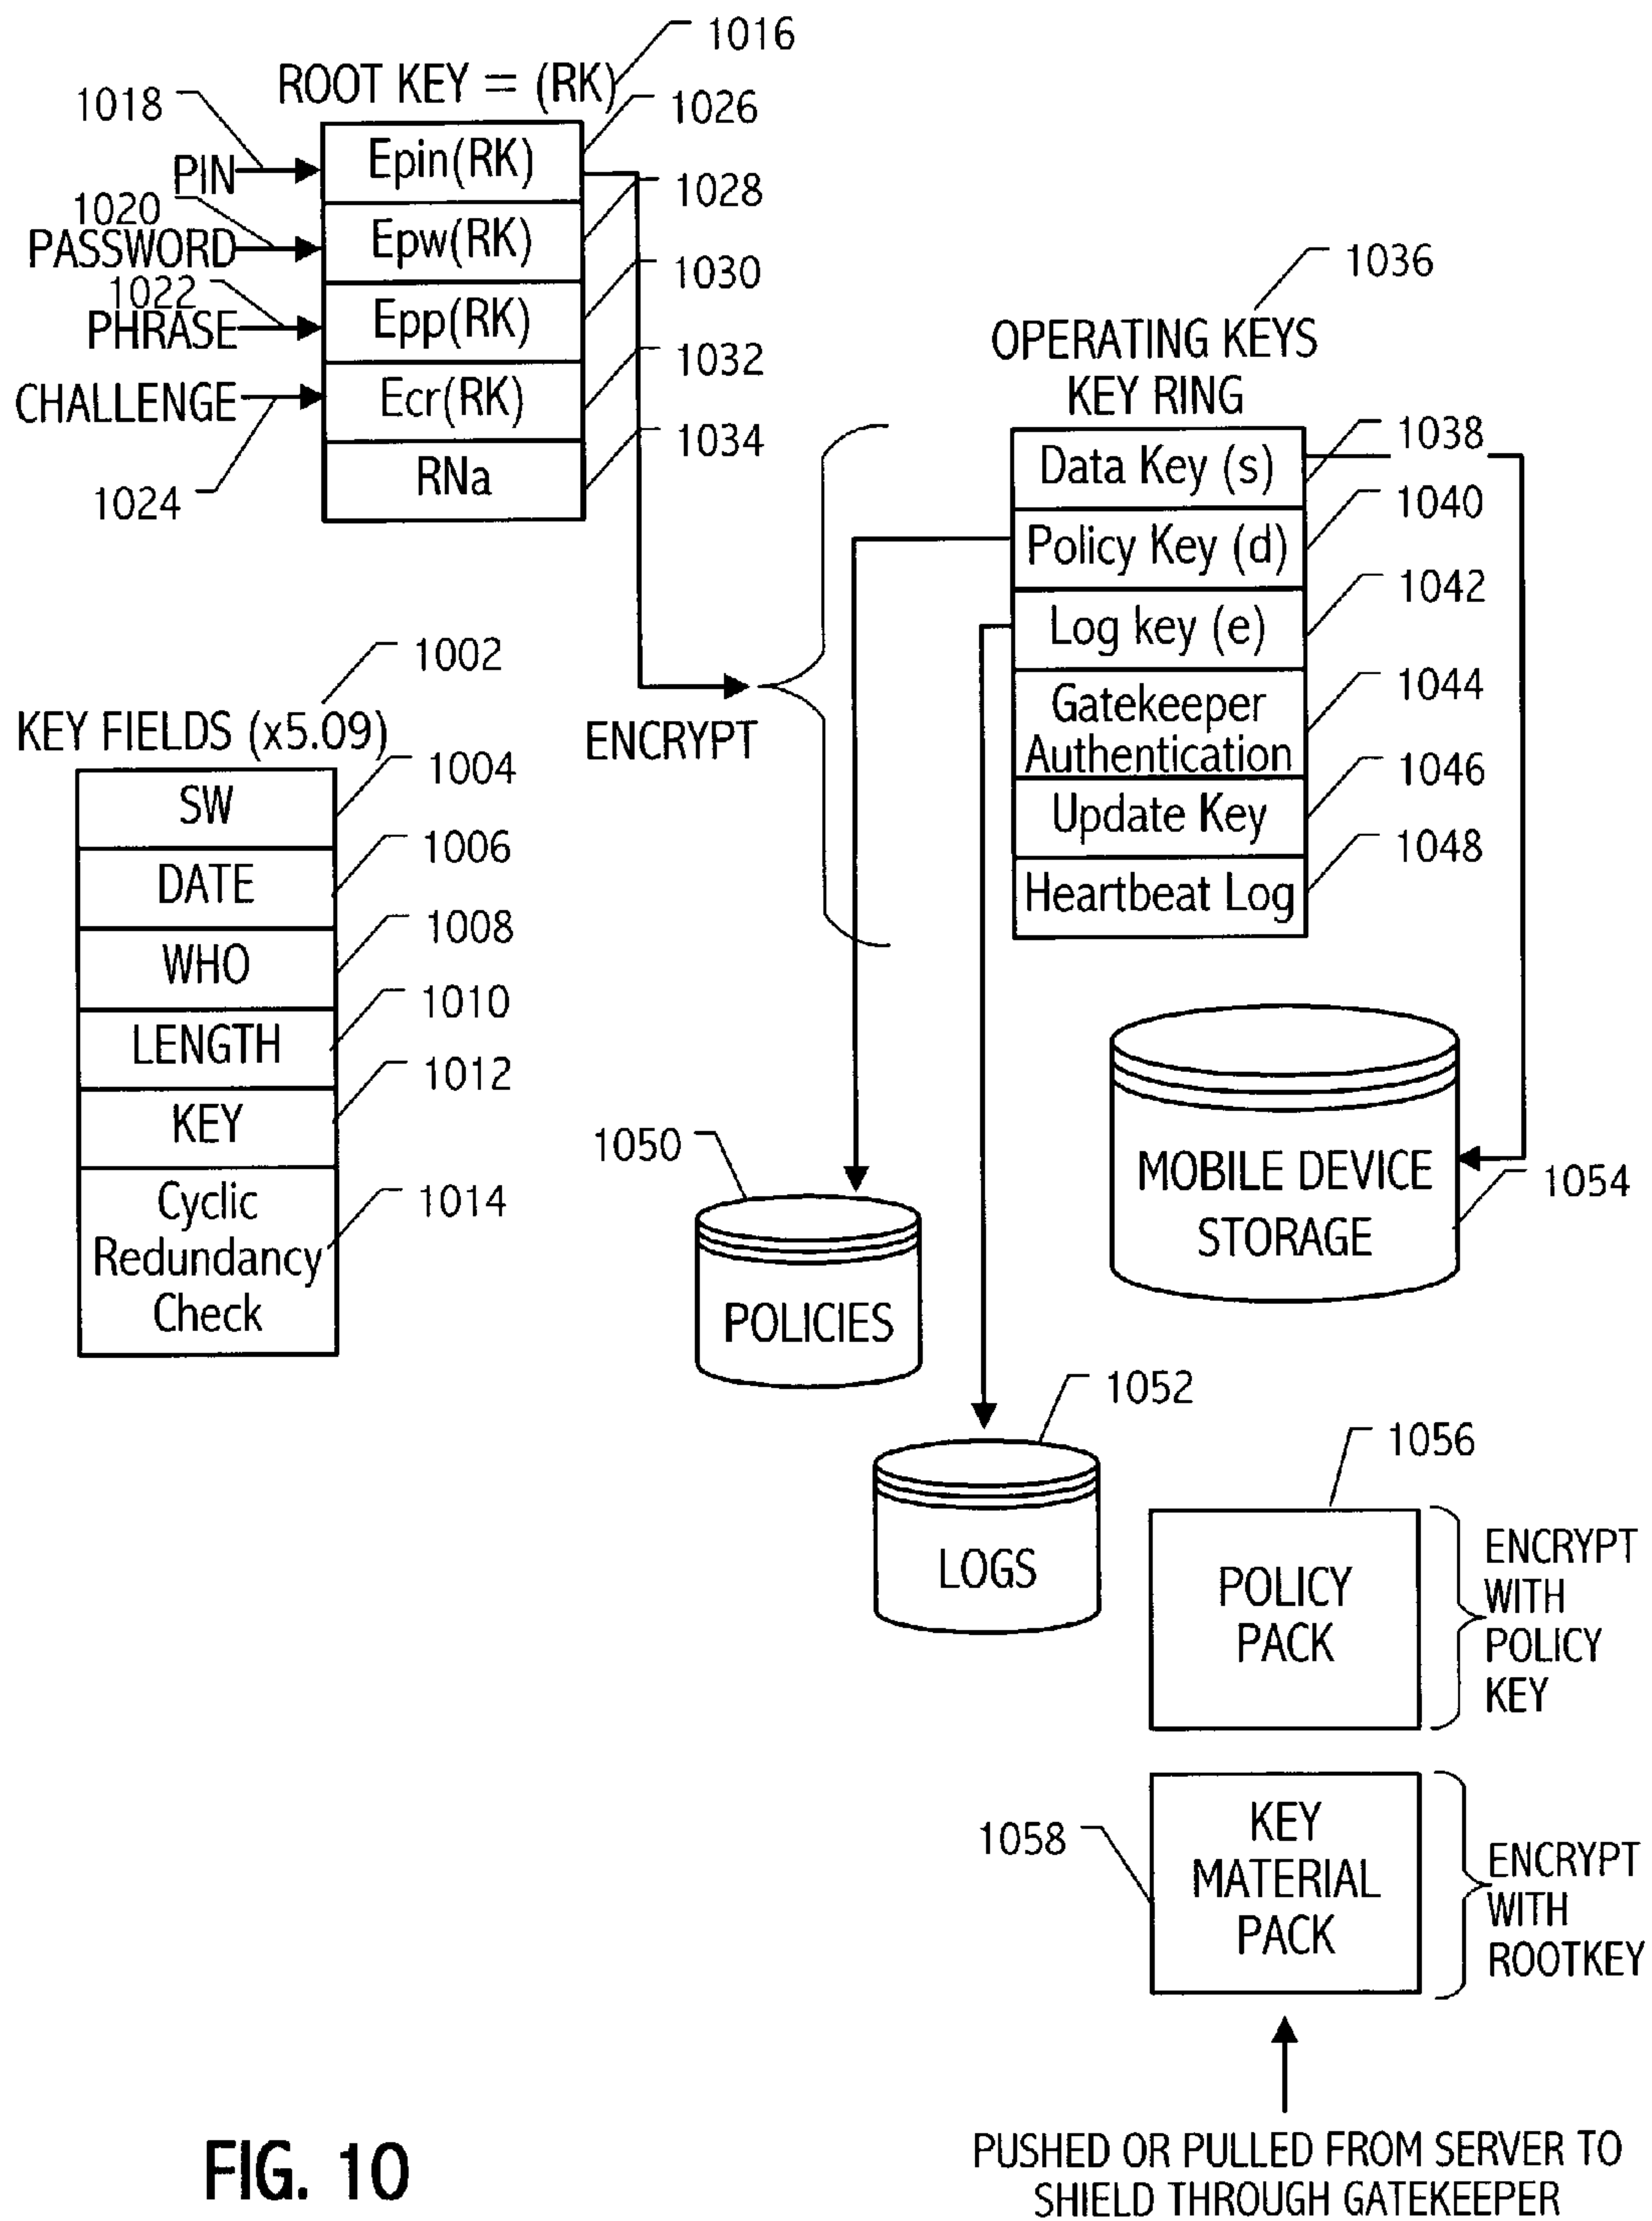 1016
ROOT KEY = (RK)
1018
1026
PIN
Epin(RK)
1028
1020
PASSWORD
Epw(RK)
1030
1022
PHRASE
Epp(RK)
1032
CHALLENGE
Ecr(RK)
1034
1024
RNa
ENCRYPT
1036
OPERATING KEYS
KEY RING
1038
Data Key (s)
1040
Policy Key (d)
1042
Log key (e)
1044
Gatekeeper
Authentication
1046
Update Key
1048
Heartbeat Log
1002
KEY FIELDS (x5.09)
1004
SW
1006
DATE
1008
WHO
1010
LENGTH
1012
KEY
1014
Cyclic
Redundancy
Check
1050
POLICIES
MOBILE DEVICE
STORAGE
1054
1052
LOGS
1056
POLICY
PACK
ENCRYPT
WITH
POLICY
KEY
1058
KEY
MATERIAL
PACK
ENCRYPT
WITH
ROOTKEY
PUSHED OR PULLED FROM SERVER TO
SHIELD THROUGH GATEKEEPER
FIG. 10